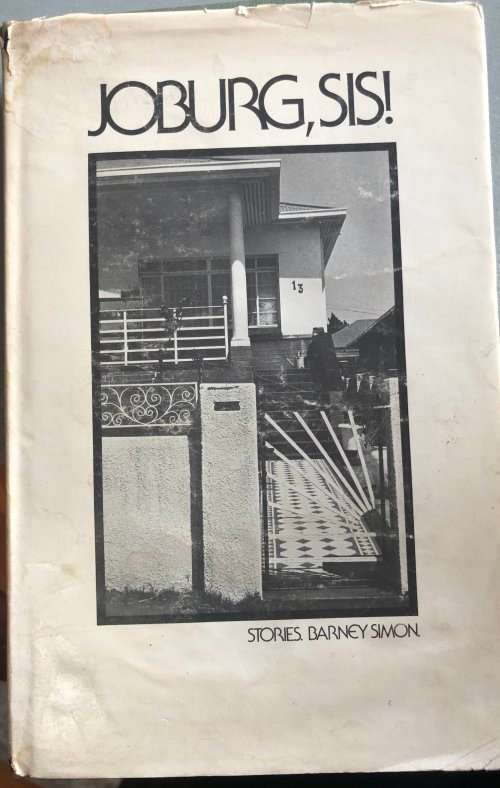 JOBURG, SIS!
13
STORIES. BARNEY SIMON.